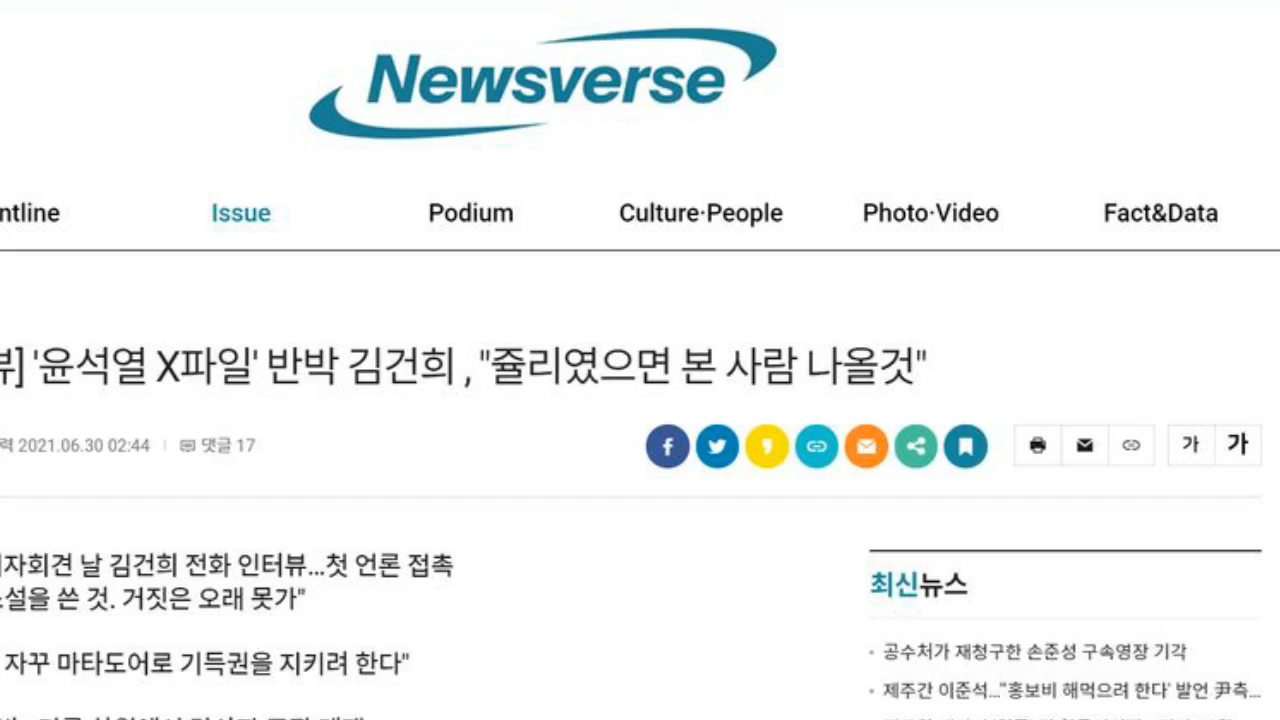 Newsverse
ntline Issue Podium Culture·People Photo·Video Fact&Data
뷰] '윤석열 X파일' 반박 김건희 , "쥴리였으면 본 사람 나올것"
력 2021.06.30 02:44 댓글 17
가 가
자회견 날 김건희 전화 인터뷰...첫 언론 접촉
설을 쓴 것. 거짓은 오래 못가"
자꾸 마타도어로 기득권을 지키려 한다"
최신뉴스
공수처가 재청구한 손준성 구속영장 기각
제주간 이준석..."홍보비 해먹으려 한다' 발언 尹측...